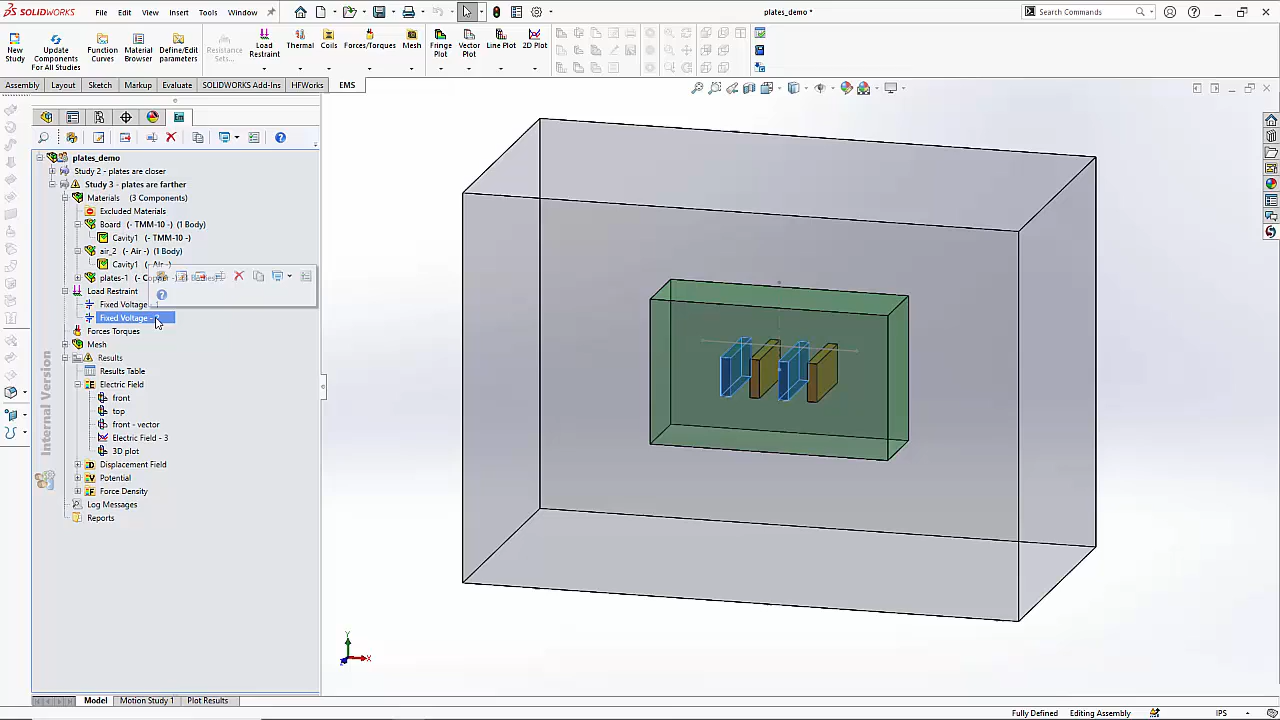 SOLIDWORKS File Edit View Insert Tools Window plates_demo * Search Commands
New Study Update Components For All Studies Function Curves Material Browser Define/Edit parameters Resistance Sets... Load Restraint Thermal Coils Forces/Torques Mesh Fringe Plot Vector Plot Line Plot 2D Plot
Assembly Layout Sketch Markup Evaluate SOLIDWORKS Add-Ins HFWorks EMS
plates_demo
Study 2 - plates are closer
Study 3 - plates are farther
Materials (3 Components)
Excluded Materials
Board (- TMM-10 -) (1 Body)
Cavity1 (- TMM-10 -)
air_2 (- Air -) (1 Body)
Cavity1 (- Air -)
plates-1
Load Restraint
Fixed Voltage
Fixed Voltage -
Forces Torques
Mesh
Results
Results Table
Electric Field
front
top
front - vector
Electric Field - 3
3D plot
Displacement Field
Potential
Force Density
Log Messages
Reports
Internal Version
Y
X
Model Motion Study 1 Plot Results
Fully Defined Editing Assembly IPS